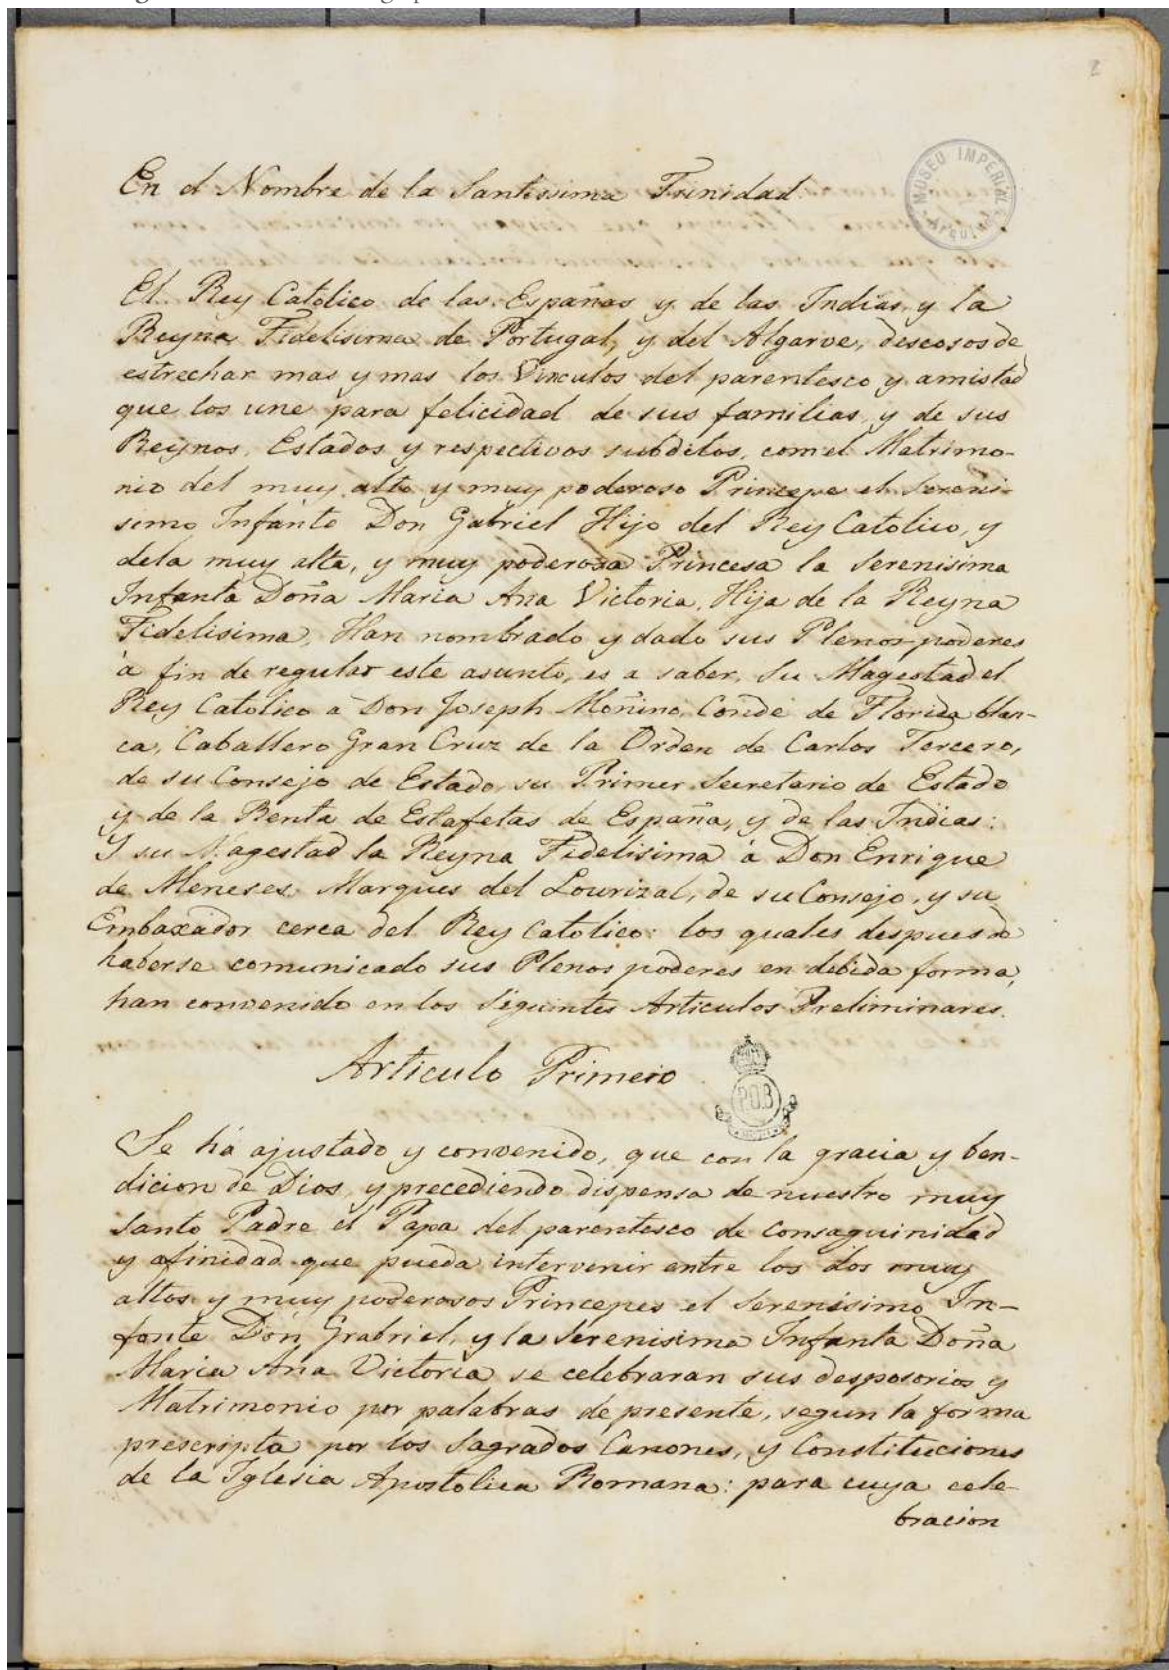 2
MUSEU IMPERIAL
Arquivo
En el Nombre de la Santissima Trinidad.
El Rey Catolico de las Españas y de las Indias, y la
Reyna Fidelisima de Portugal, y del Algarve, deseosos de
estrechar mas y mas los Vinculos del parentesco y amistad
que los une para felicidad de sus familias, y de sus
Reynos, Estados y respectivos subditos, com el Matrimo-
nio del muy alto y muy poderoso Principe el Sereni-
simo Infante Don Gabriel Hijo del Rey Catolico, y
dela muy alta, y muy poderosa Princesa la Serenisima
Infanta Doña Maria Ana Victoria, Hija de la Reyna
Fidelisima, Han nombrado y dado sus Plenos poderes
à fin de reglar este asunto, es a saber, Su Magestad el
Rey Catolico à Don Joseph Moñino, Conde de Florida blan-
ca, Caballero Gran Cruz de la Orden de Carlos Tercero,
de su Consejo de Estado, su Primer Secretario de Estado
y de la Renta de Estafetas de España, y de las Indias:
Y su Magestad la Reyna Fidelisima à Don Enrique
de Meneses Marques del Lourizal, de su Consejo, y su
Embaxador cerca del Rey Catolico: los quales despues de
haberse comunicado sus Plenos poderes en debida forma,
han convenido en los Siguintes Articulos Preliminares.
Articulo Primeio
P.O.B
Se hà ajustado y convenido, que con la gracia y ben-
dicion de Dios, y precediendo dispensa de nuestro muy
Santo Padre el Papa del parentesco de Consaguinidad
y afinidad que pueda intervenir entre los dos muy
altos y muy poderosos Princepes el Serenisimo In-
fante Don Grabriel, y la Serenisima Infanta Doña
Maria Ana Victoria se celebraran sus desposorios y
Matrimonio por palabras de presente, segun la forma
prescripta por los Sagrados Canones, y Constituciones
de la Iglesia Apostolica Romana: para cuya cele-
bracion